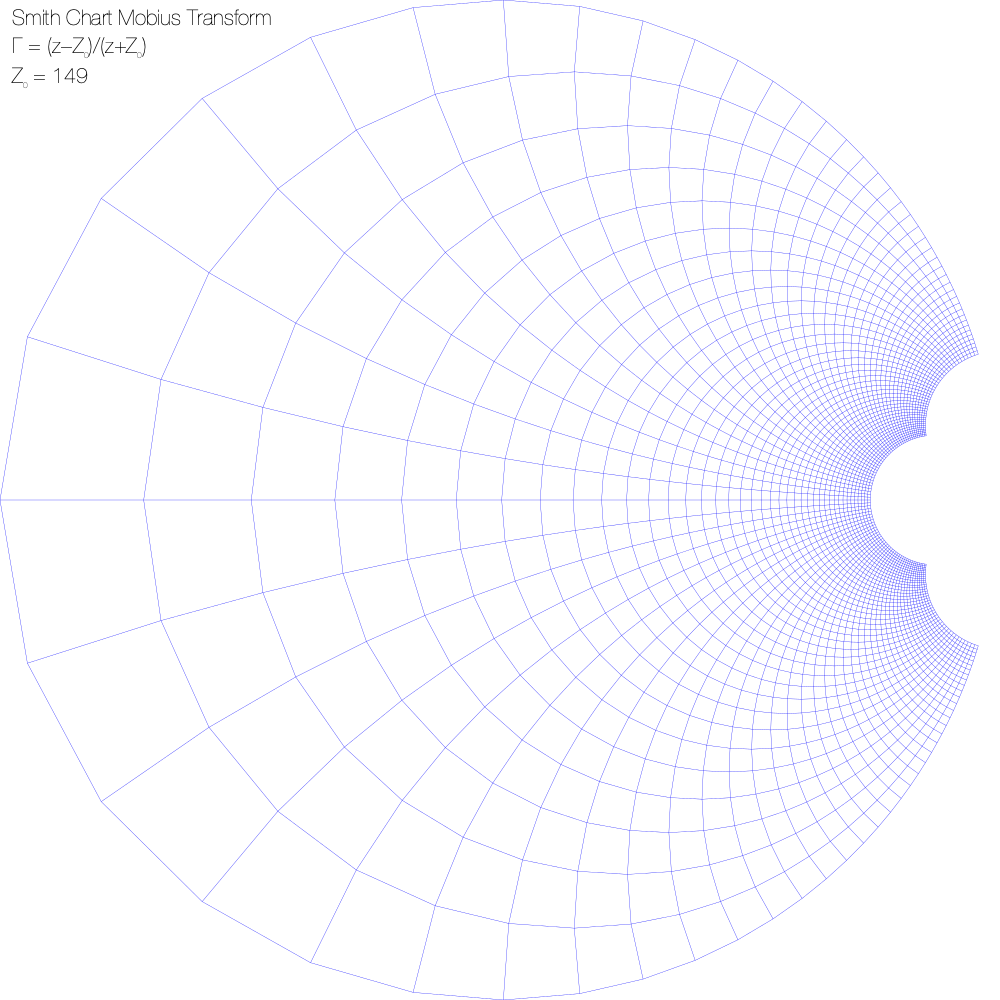 Smith Chart Mobius Transform
Γ = (z−Z₀)/(z+Z₀)
Z₀ = 149